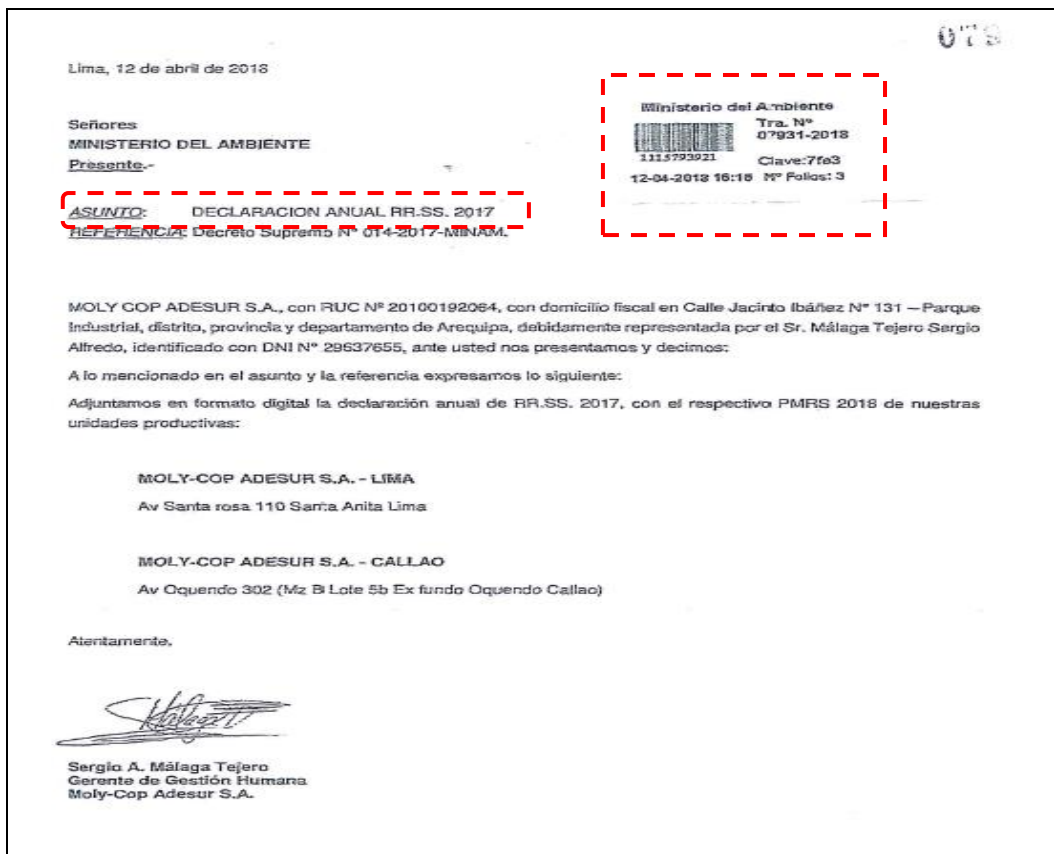 078
Lima, 12 de abril de 2018
Ministerio del Ambiente
Tra. Nº
07931-2018
1115793921
Clave:7fe3
12-04-2018 16:18 Nº Folios: 3
Señores
MINISTERIO DEL AMBIENTE
Presente.-
ASUNTO: DECLARACION ANUAL RR.SS. 2017
REFERENCIA: Decreto Supremo Nº 014-2017-MINAM.
MOLY COP ADESUR S.A., con RUC Nº 20100192064, con domicilio fiscal en Calle Jacinto Ibáñez Nº 131 – Parque
Industrial, distrito, provincia y departamento de Arequipa, debidamente representada por el Sr. Málaga Tejero Sergio
Alfredo, identificado con DNI Nº 29637655, ante usted nos presentamos y decimos:
A lo mencionado en el asunto y la referencia expresamos lo siguiente:
Adjuntamos en formato digital la declaración anual de RR.SS. 2017, con el respectivo PMRS 2018 de nuestras
unidades productivas:
MOLY-COP ADESUR S.A. - LIMA
Av Santa rosa 110 Santa Anita Lima
MOLY-COP ADESUR S.A. - CALLAO
Av Oquendo 302 (Mz B Lote 5b Ex fundo Oquendo Callao)
Atentamente,
Sergio A. Málaga Tejero
Gerente de Gestión Humana
Moly-Cop Adesur S.A.